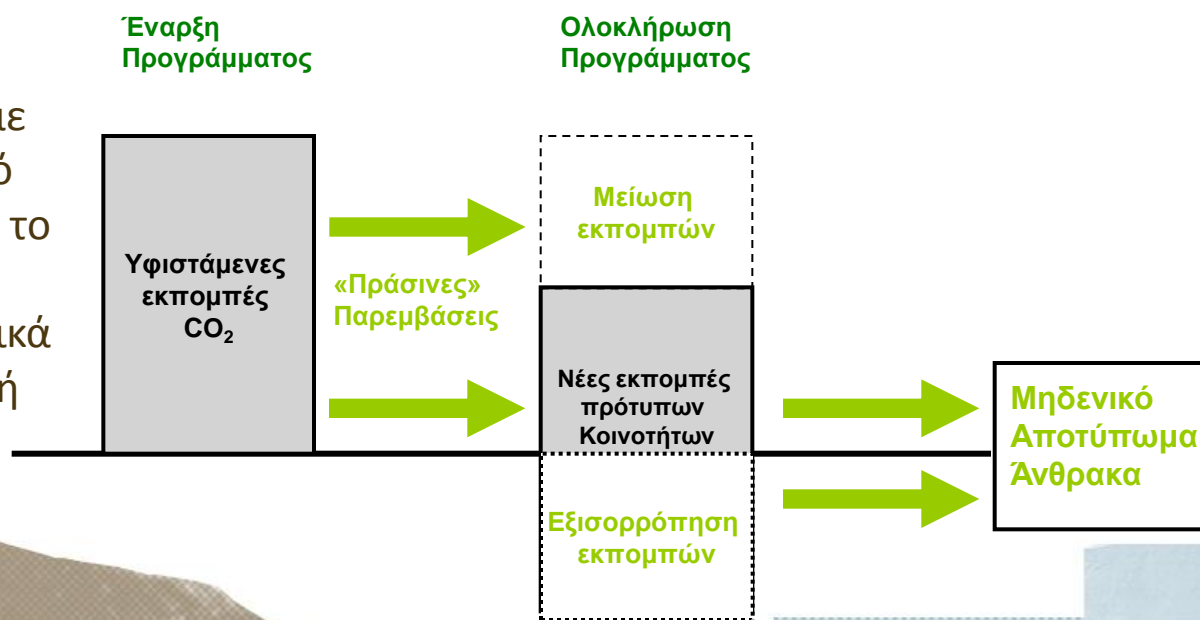 Έναρξη
Προγράμματος
Ολοκλήρωση
Προγράμματος
το
ή
Υφιστάμενες
εκπομπές
CO₂
«Πράσινες»
Παρεμβάσεις
Μείωση
εκπομπών
Νέες εκπομπές
πρότυπων
Κοινοτήτων
Εξισορρόπηση
εκπομπών
Μηδενικό
Αποτύπωμα
Άνθρακα